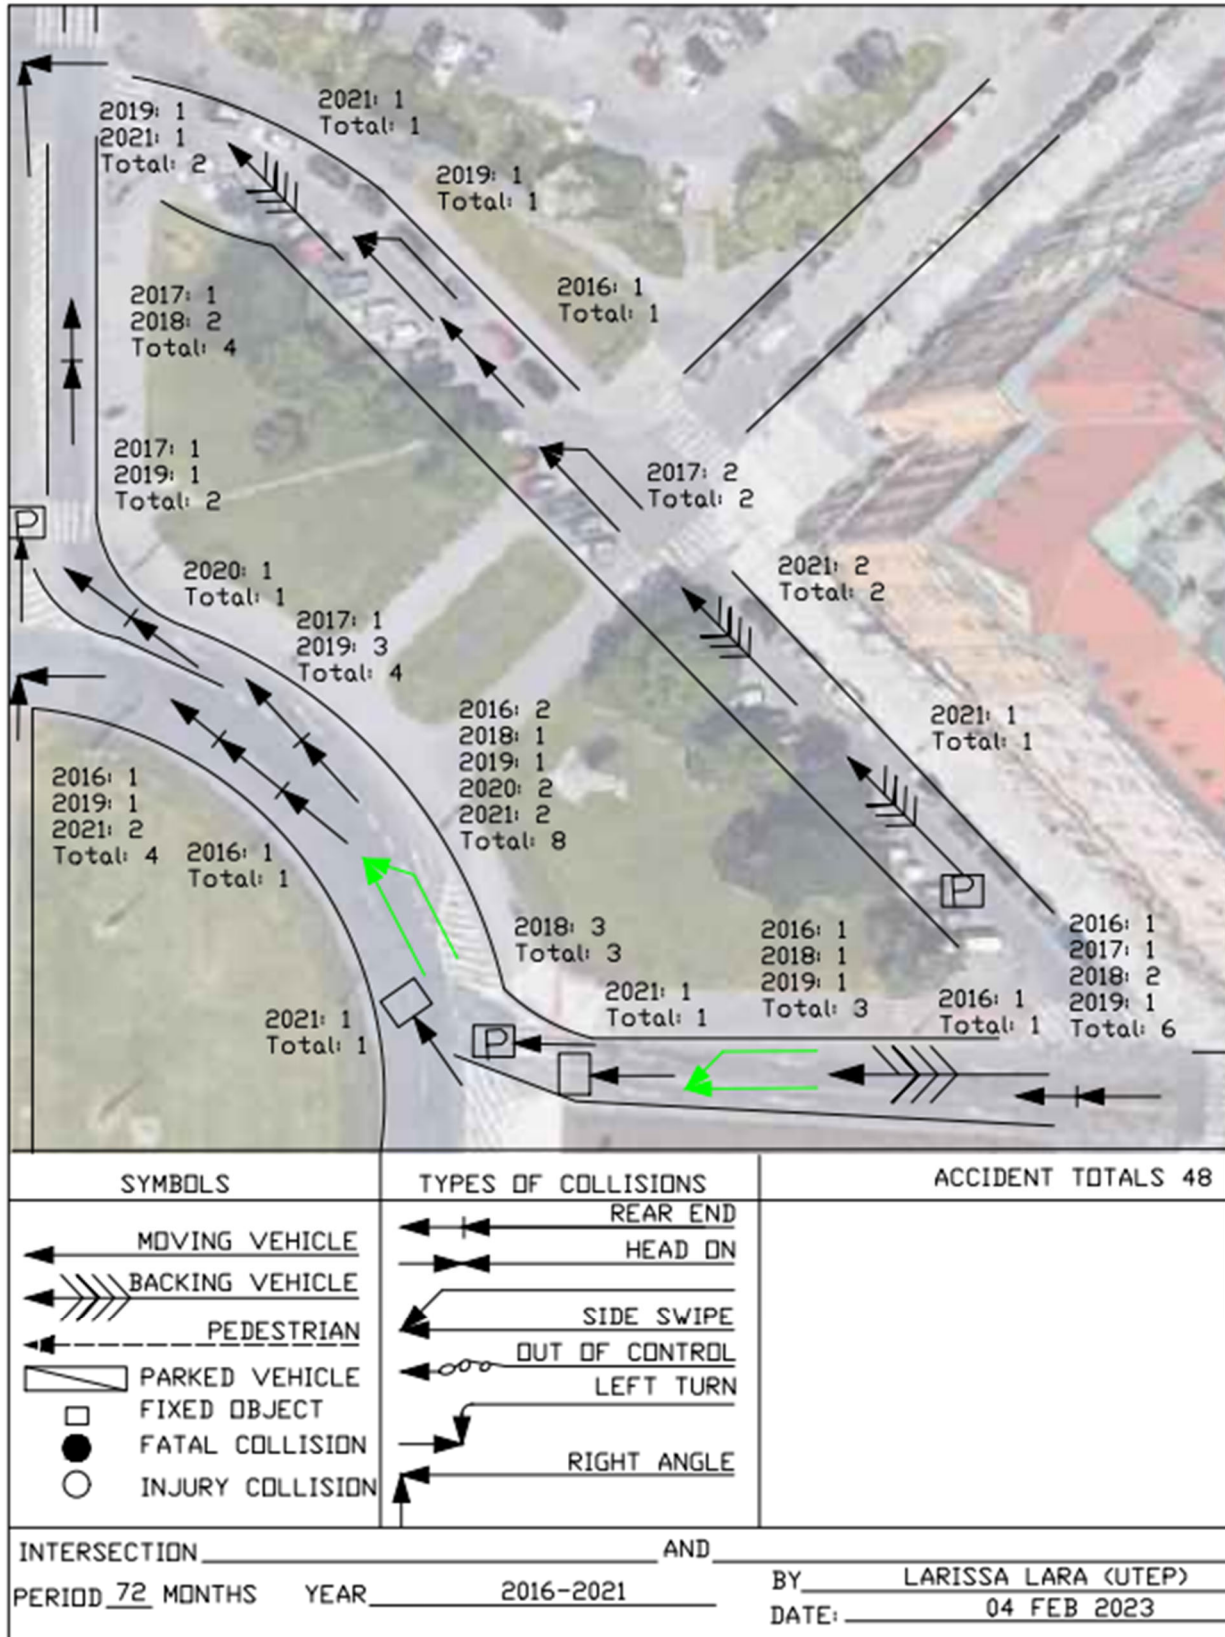 2019: 1
2021: 1
Total: 2
2021: 1
Total: 1
2019: 1
Total: 1
2016: 1
Total: 1
2017: 1
2018: 2
Total: 4
2017: 1
2019: 1
Total: 2
2017: 2
Total: 2
P
2020: 1
Total: 1
2017: 1
2019: 3
Total: 4
2021: 2
Total: 2
2016: 2
2018: 1
2019: 1
2020: 2
2021: 2
Total: 8
2021: 1
Total: 1
2016: 1
2019: 1
2021: 2
Total: 4
2016: 1
Total: 1
P
2018: 3
Total: 3
2016: 1
2018: 1
2019: 1
Total: 3
2016: 1
2017: 1
2018: 2
2019: 1
Total: 6
2021: 1
Total: 1
2021: 1
Total: 1
2016: 1
Total: 1
P
SYMBOLS
MOVING VEHICLE
BACKING VEHICLE
PEDESTRIAN
PARKED VEHICLE
FIXED OBJECT
FATAL COLLISION
INJURY COLLISION
TYPES OF COLLISIONS
REAR END
HEAD ON
SIDE SWIPE
OUT OF CONTROL
LEFT TURN
RIGHT ANGLE
ACCIDENT TOTALS 48
INTERSECTION AND
PERIOD 72 MONTHS YEAR 2016-2021
BY LARISSA LARA (UTEP)
DATE: 04 FEB 2023